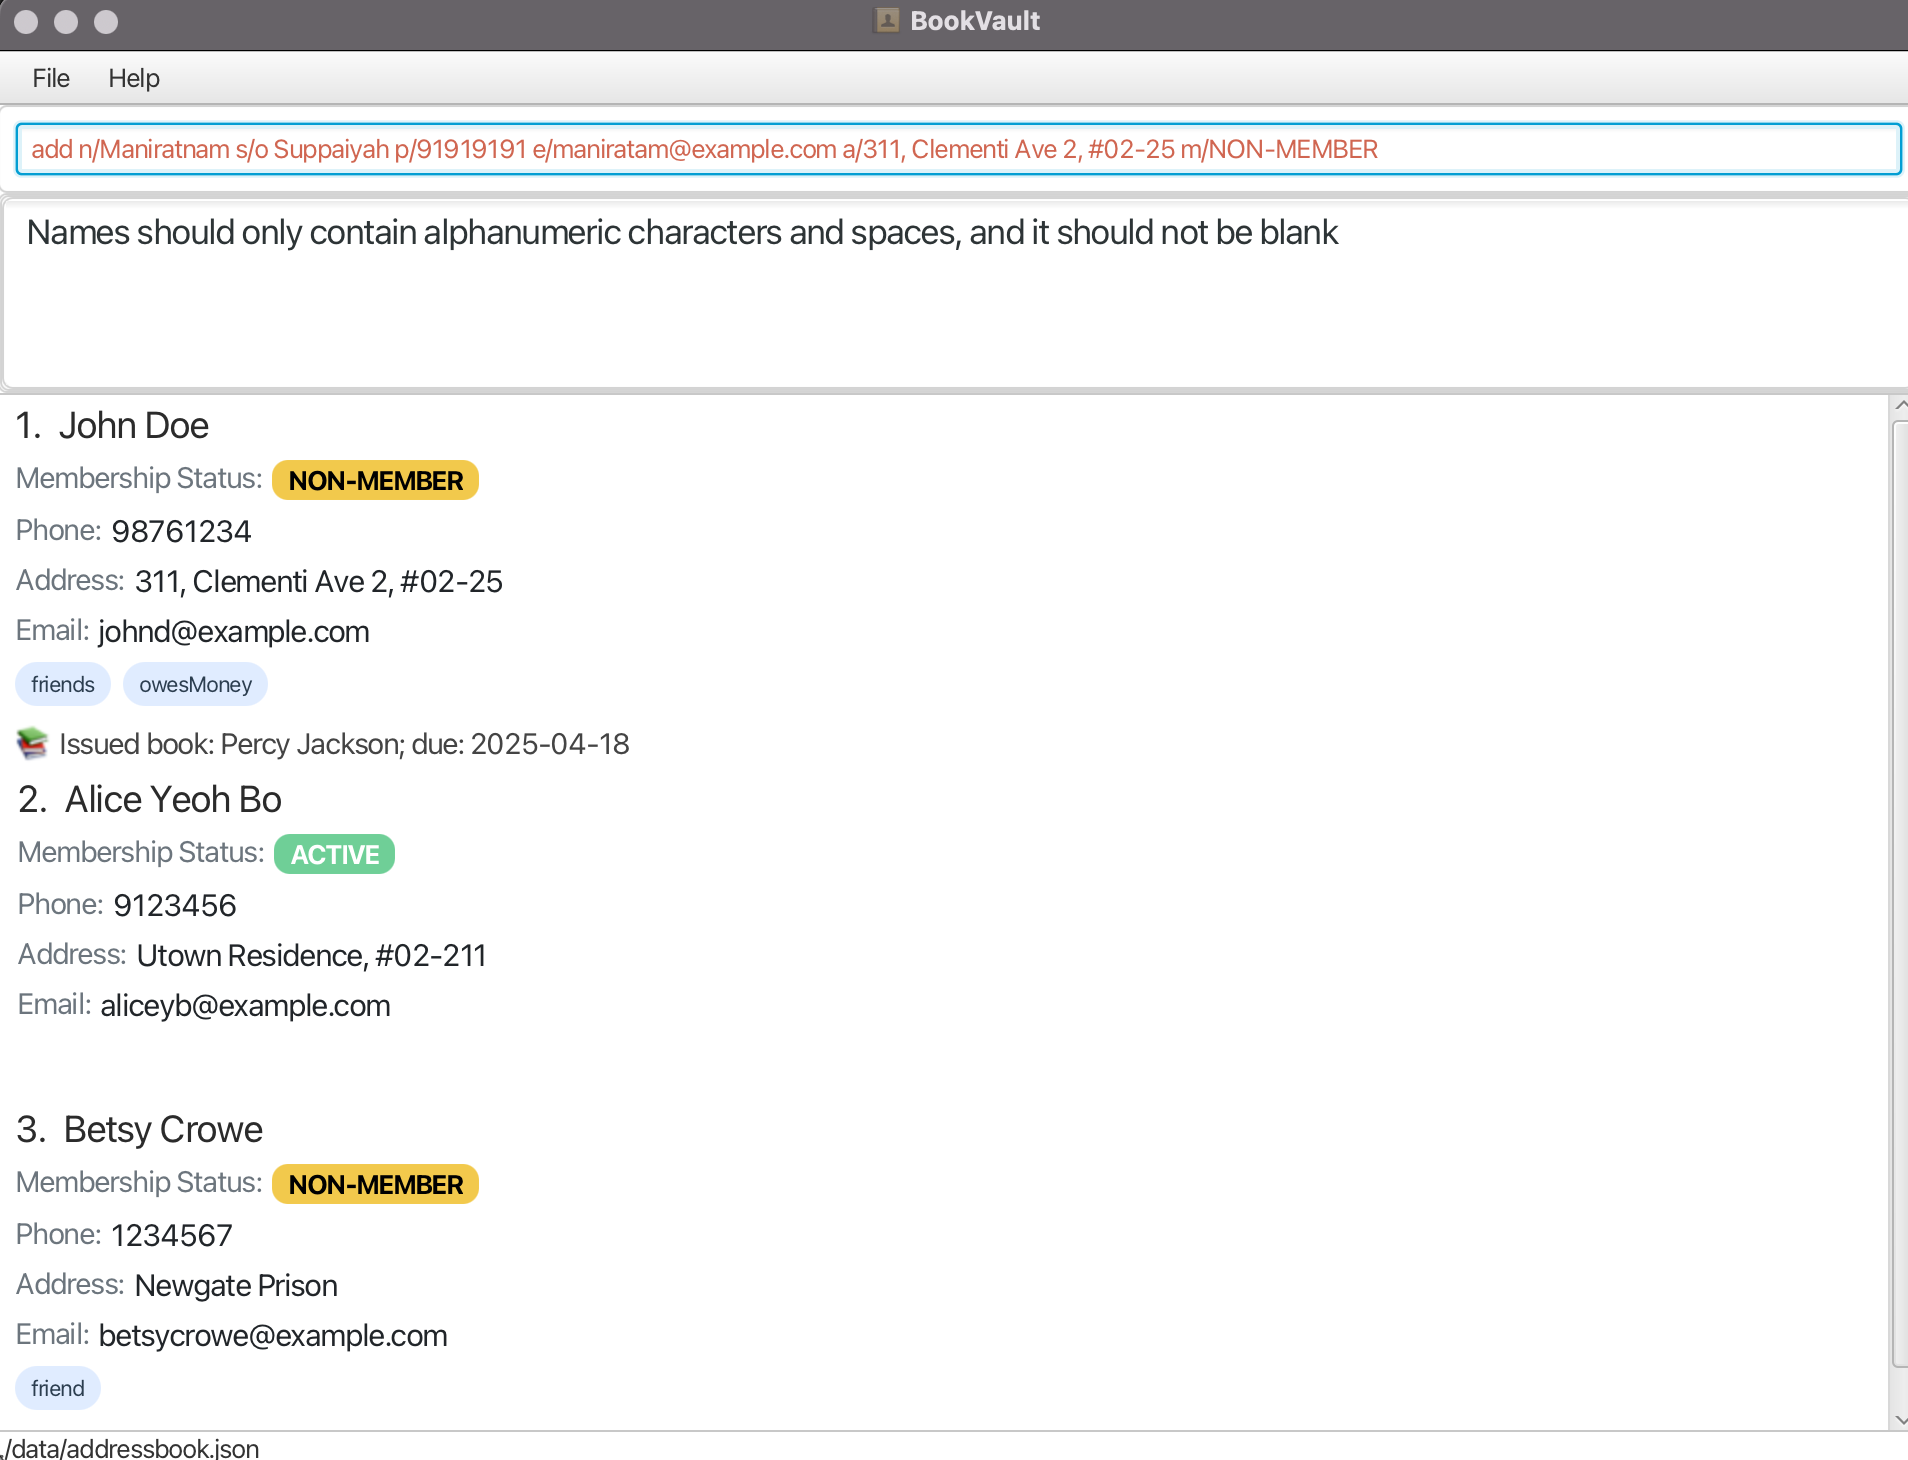 BookVault
File Help
add n/Maniratnam s/o Suppaiyah p/91919191 e/maniratam@example.com a/311, Clementi Ave 2, #02-25 m/NON-MEMBER
Names should only contain alphanumeric characters and spaces, and it should not be blank
1. John Doe
Membership Status: NON-MEMBER
Phone: 98761234
Address: 311, Clementi Ave 2, #02-25
Email: johnd@example.com
friends owesMoney
Issued book: Percy Jackson; due: 2025-04-18
2. Alice Yeoh Bo
Membership Status: ACTIVE
Phone: 9123456
Address: Utown Residence, #02-211
Email: aliceyb@example.com
3. Betsy Crowe
Membership Status: NON-MEMBER
Phone: 1234567
Address: Newgate Prison
Email: betsycrowe@example.com
friend
./data/addressbook.json